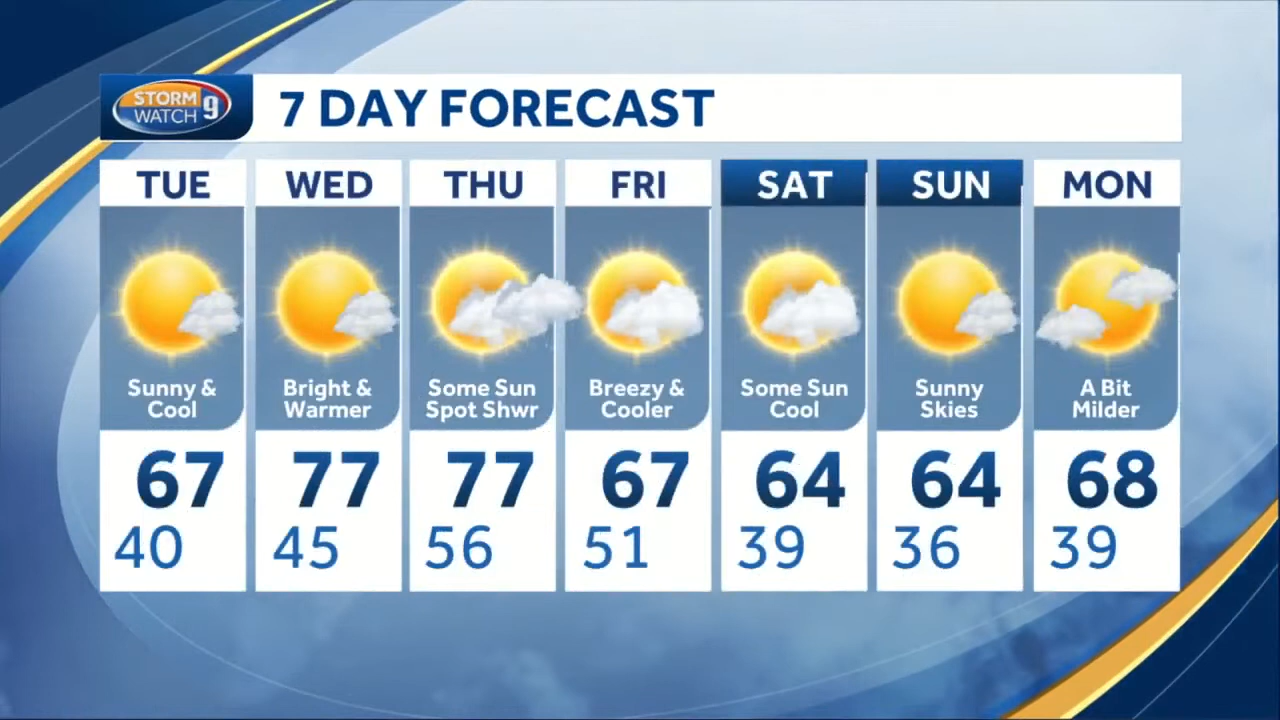 STORM
WATCH 9
7 DAY FORECAST
TUE
Sunny &
Cool
67
40
WED
Bright &
Warmer
77
45
THU
Some Sun
Spot Shwr
77
56
FRI
Breezy &
Cooler
67
51
SAT
Some Sun
Cool
64
39
SUN
Sunny
Skies
64
36
MON
A Bit
Milder
68
39